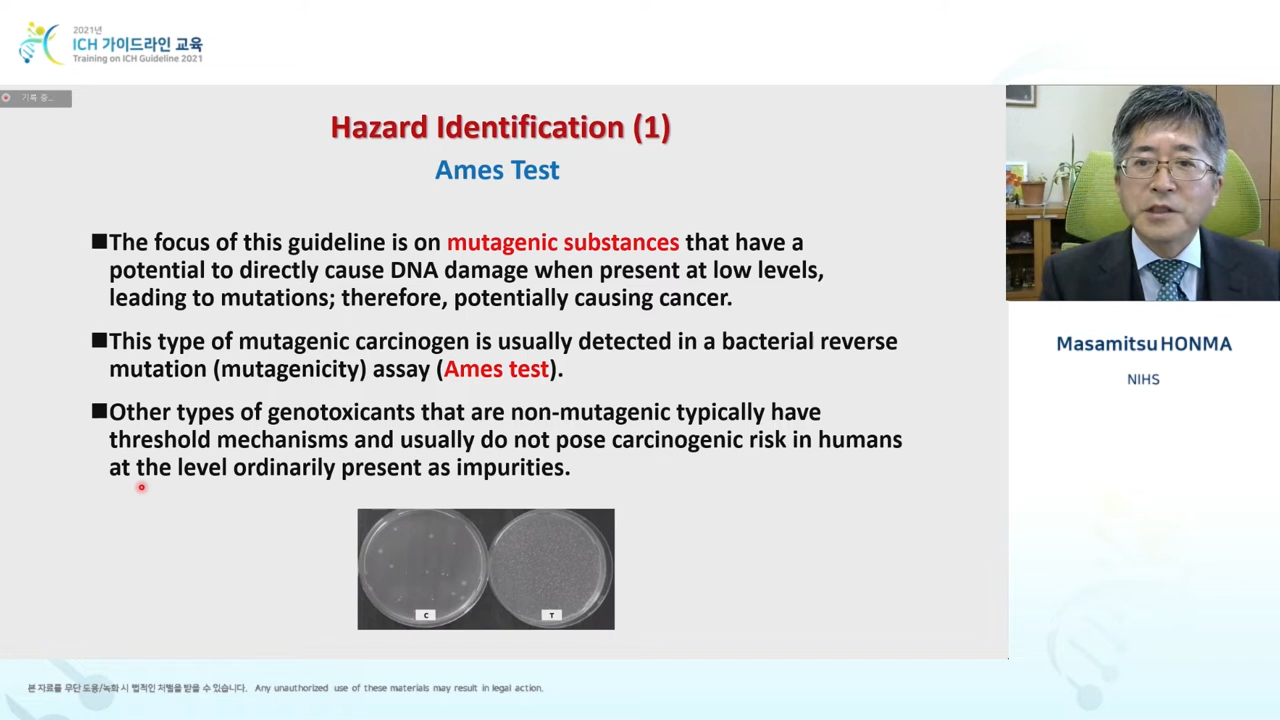 2021년
ICH 가이드라인 교육
Training on ICH Guideline 2021
기록 중...
Hazard Identification (1)
Ames Test
■The focus of this guideline is on mutagenic substances that have a
potential to directly cause DNA damage when present at low levels,
leading to mutations; therefore, potentially causing cancer.
■This type of mutagenic carcinogen is usually detected in a bacterial reverse
mutation (mutagenicity) assay (Ames test).
■Other types of genotoxicants that are non-mutagenic typically have
threshold mechanisms and usually do not pose carcinogenic risk in humans
at the level ordinarily present as impurities.
C
T
Masamitsu HONMA
NIHS
본 자료를 무단 도용/녹화 시 법적인 처벌을 받을 수 있습니다. Any unauthorized use of these materials may result in legal action.